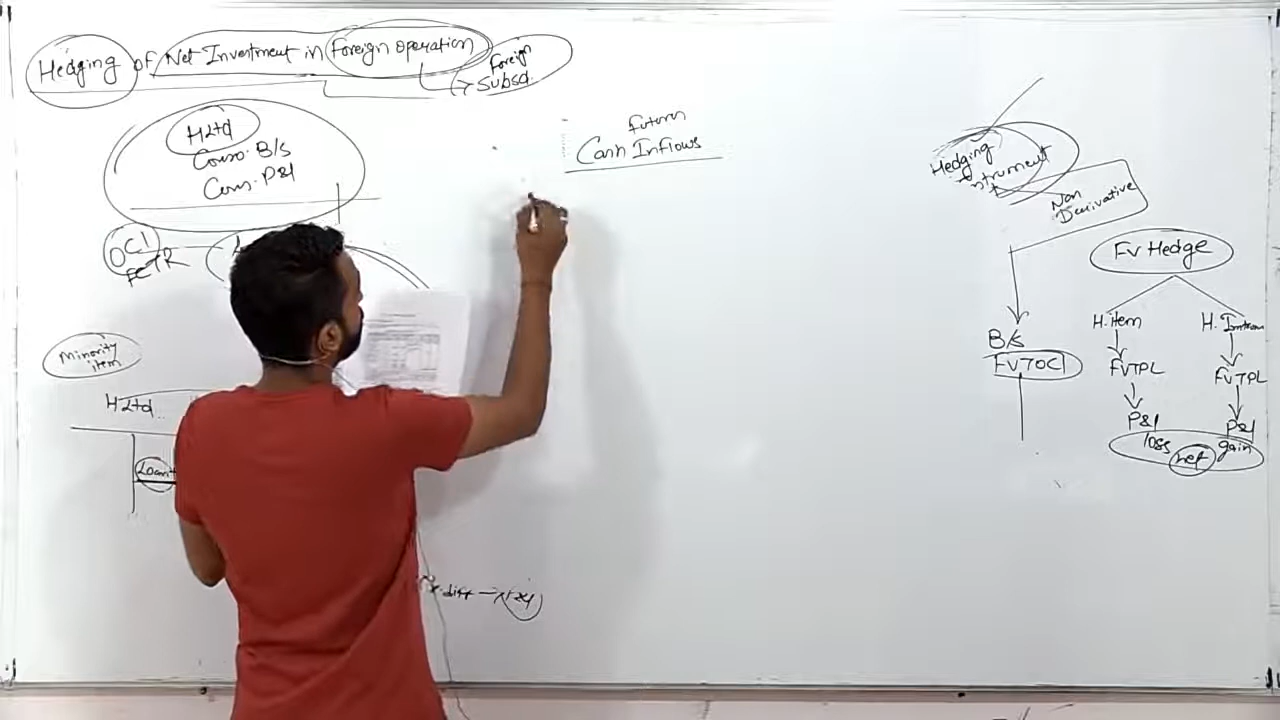 Hedging of Net Investment in Foreign operation
Foreign
Subsd.
H Ltd
Conso. B/s
Cons. P&L
OCI
FCTR
Minority
item
H Ltd
Loan
diff → P&L
Future
Cash Inflows
Hedging
Instrument
Non
Derivative
B/s
FVTOCI
FV Hedge
H. Item
H. Instrum
FVTPL
FVTPL
P&L
P&L
loss
gain
net